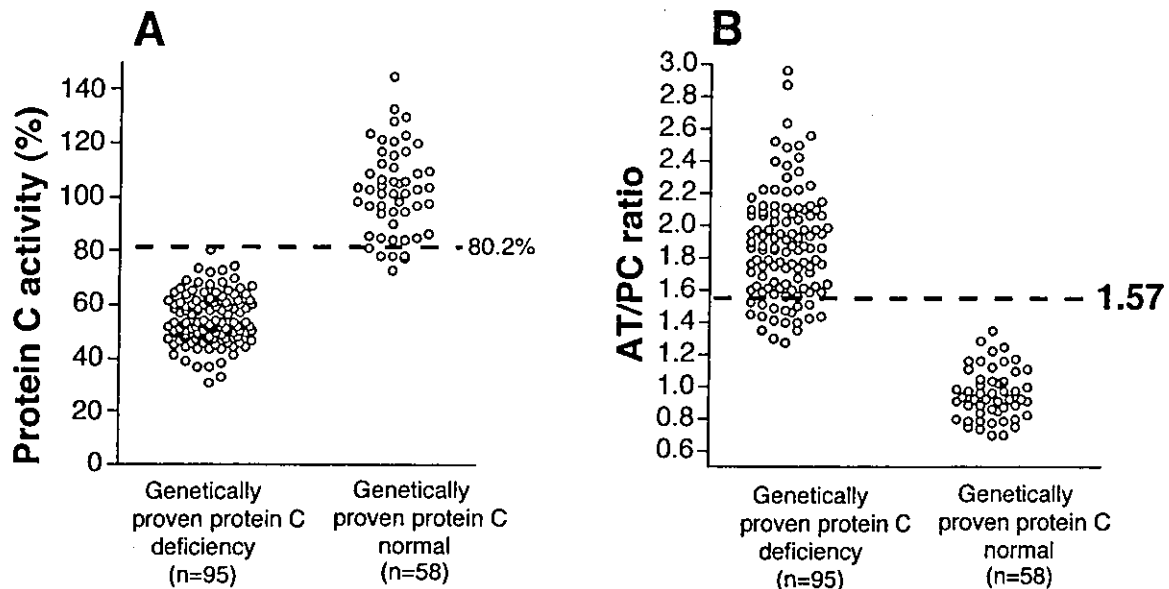 A
Protein C activity (%)
140
120
100
80
60
40
20
0
80.2%
Genetically
proven protein C
deficiency
(n=95)
Genetically
proven protein C
normal
(n=58)
B
AT/PC ratio
3.0
2.8
2.6
2.4
2.2
2.0
1.8
1.6
1.4
1.2
1.0
0.8
0.6
1.57
Genetically
proven protein C
deficiency
(n=95)
Genetically
proven protein C
normal
(n=58)